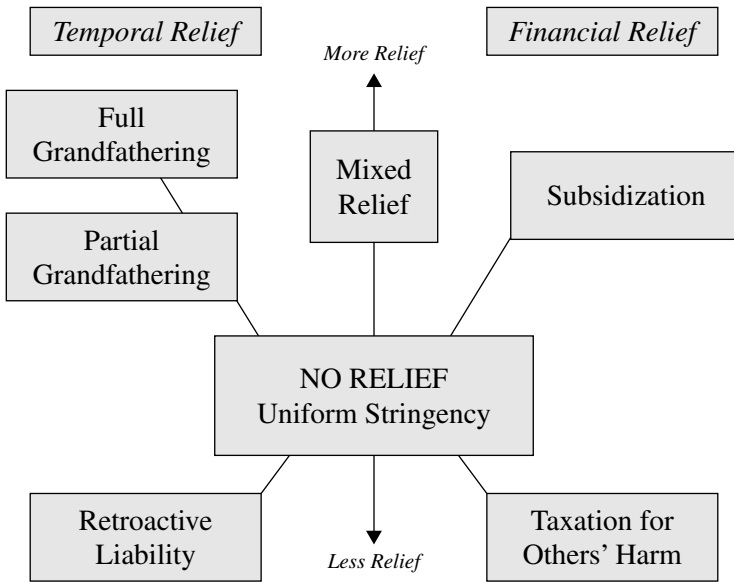 Temporal Relief
Financial Relief
More Relief
Full
Grandfathering
Mixed
Relief
Subsidization
Partial
Grandfathering
NO RELIEF
Uniform Stringency
Retroactive
Liability
Less Relief
Taxation for
Others’ Harm